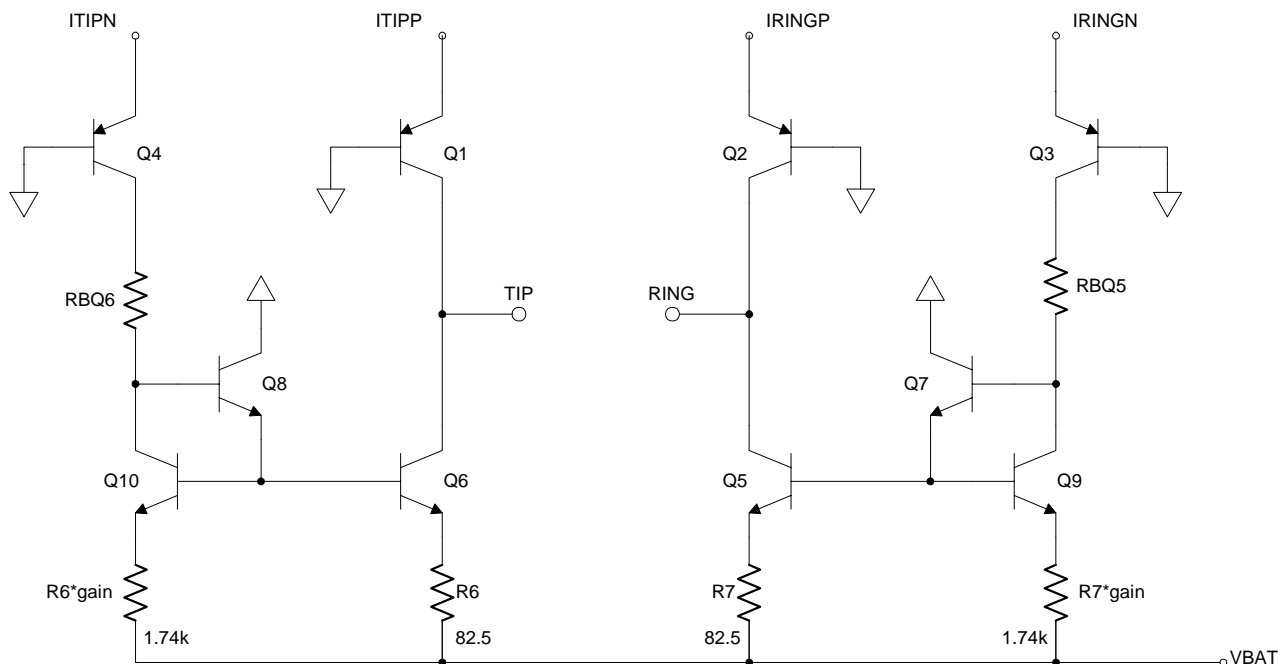 ITIPN
ITIPP
IRINGP
IRINGN
Q4
Q1
Q2
Q3
RBQ6
TIP
RING
RBQ5
Q8
Q7
Q10
Q6
Q5
Q9
R6*gain
R6
R7
R7*gain
1.74k
82.5
82.5
1.74k
VBAT